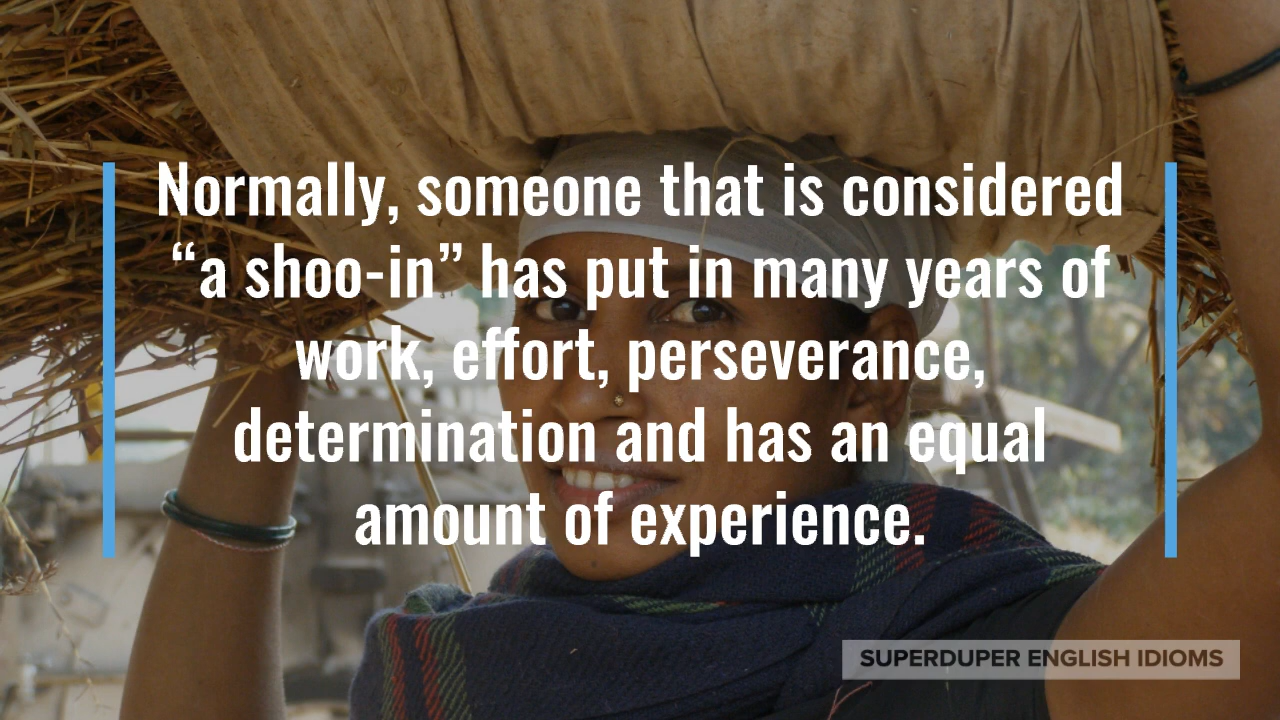 Normally, someone that is considered
“a shoo-in” has put in many years of
work, effort, perseverance,
determination and has an equal
amount of experience.
SUPERDUPER ENGLISH IDIOMS